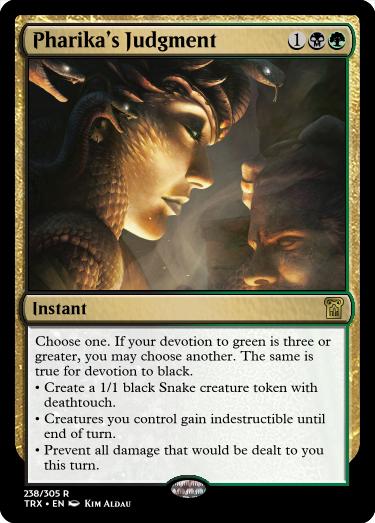 Pharika's Judgment 1
Instant
Choose one. If your devotion to green is three or
greater, you may choose another. The same is
true for devotion to black.
• Create a 1/1 black Snake creature token with
deathtouch.
• Creatures you control gain indestructible until
end of turn.
• Prevent all damage that would be dealt to you
this turn.
238/305 R
TRX • EN Kim Aldau